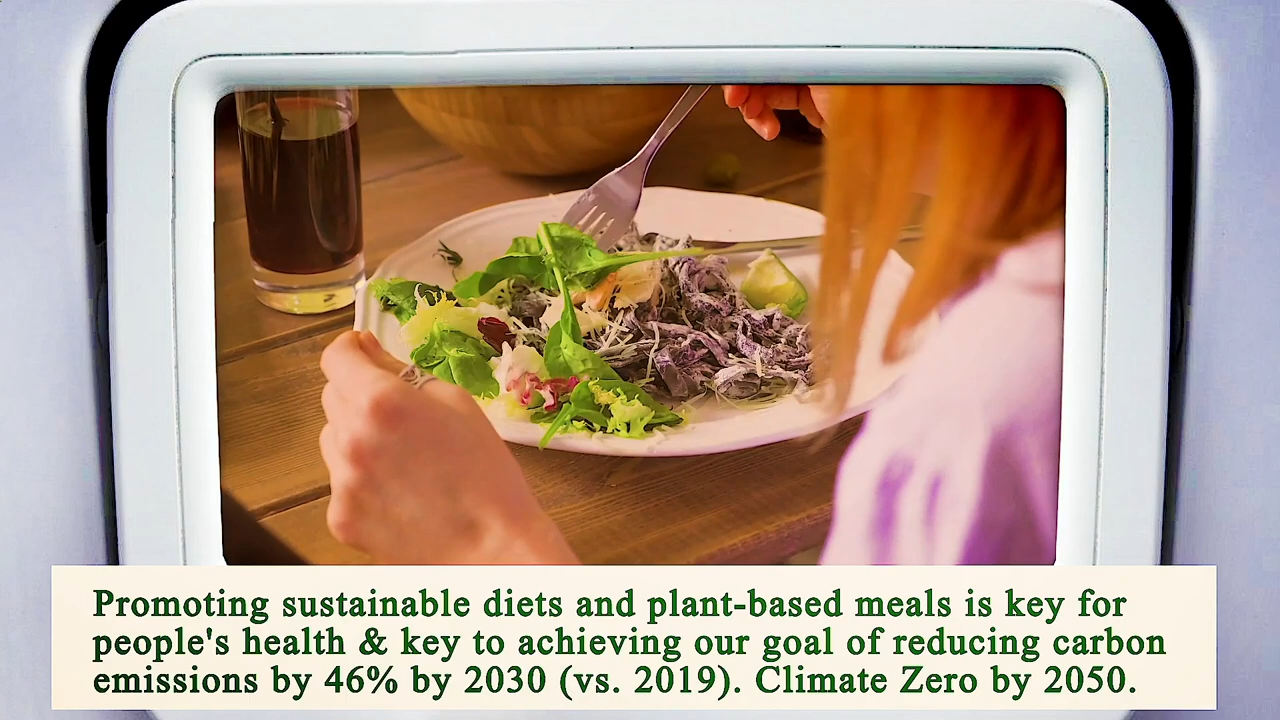 Promoting sustainable diets and plant-based meals is key for
people's health & key to achieving our goal of reducing carbon
emissions by 46% by 2030 (vs. 2019). Climate Zero by 2050.